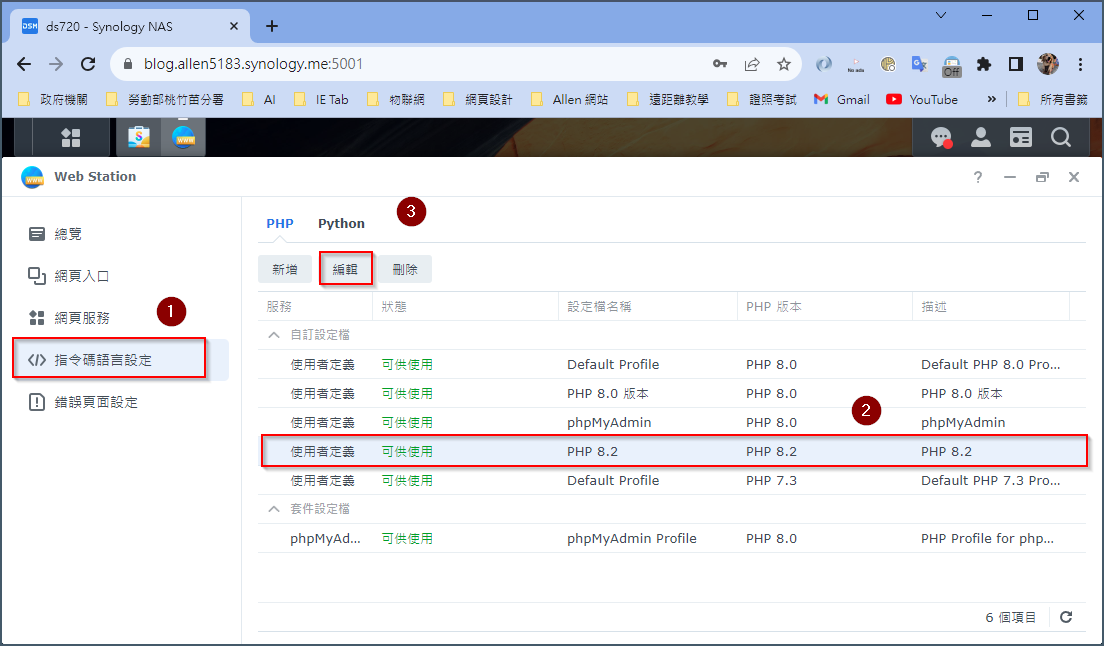 DSM ds720 - Synology NAS
blog.allen5183.synology.me:5001
No ads
Off
政府機關 勞動部桃竹苗分署 AI IE Tab 物聯網 網頁設計 Allen 網站 遠距離教學 證照考試 Gmail YouTube » 所有書籤
S WWW
WWW Web Station ?
PHP Python 3
總覽
新增 編輯 刪除
網頁入口
服務 狀態 設定檔名稱 PHP 版本 描述
網頁服務 1
自訂設定檔
指令碼語言設定
使用者定義 可供使用 Default Profile PHP 8.0 Default PHP 8.0 Pro...
使用者定義 可供使用 PHP 8.0 版本 PHP 8.0 PHP 8.0 版本
錯誤頁面設定
2
使用者定義 可供使用 phpMyAdmin PHP 8.0 phpMyAdmin
使用者定義 可供使用 PHP 8.2 PHP 8.2 PHP 8.2
使用者定義 可供使用 Default Profile PHP 7.3 Default PHP 7.3 Pro...
套件設定檔
phpMyAd... 可供使用 phpMyAdmin Profile PHP 8.0 PHP Profile for php...
6 個項目